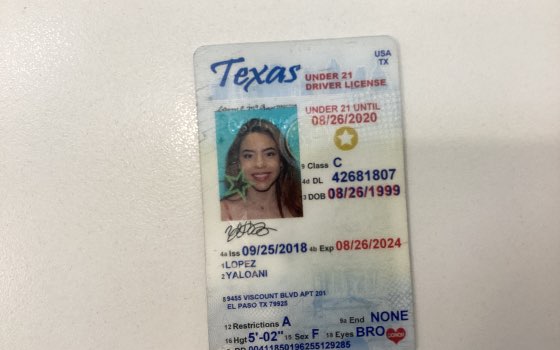 Texas
USA
TX
UNDER 21
DRIVER LICENSE
UNDER 21 UNTIL
08/26/2020
9 Class C
4d DL 42681807
3 DOB 08/26/1999
4a Iss 09/25/2018 4b Exp 08/26/2024
1 LOPEZ
2 YALOANI
8 9455 VISCOUNT BLVD APT 201
EL PASO TX 79925
12 Restrictions A 9a End NONE
16 Hgt 5'-02" 15 Sex F 18 Eyes BRO
5 DD 00411850196255129285